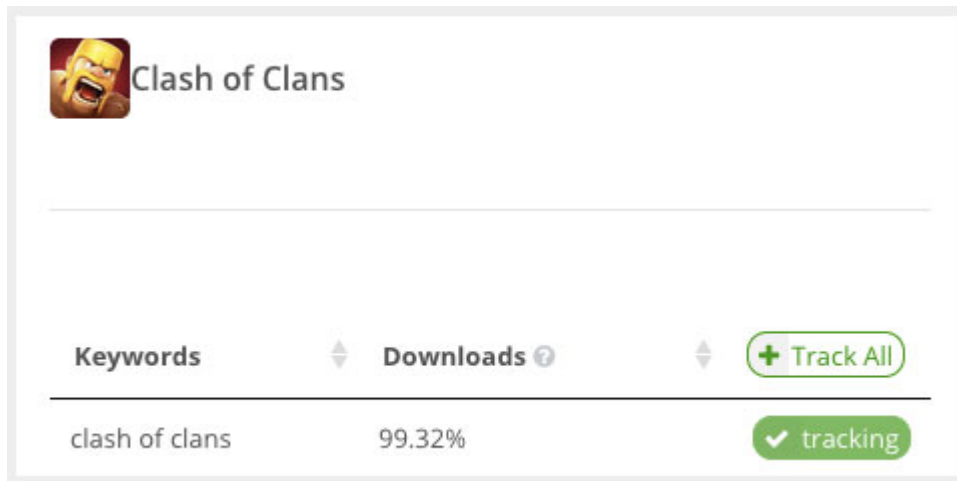 Clash of Clans
Keywords Downloads ? + Track All
clash of clans 99.32% ✔ tracking